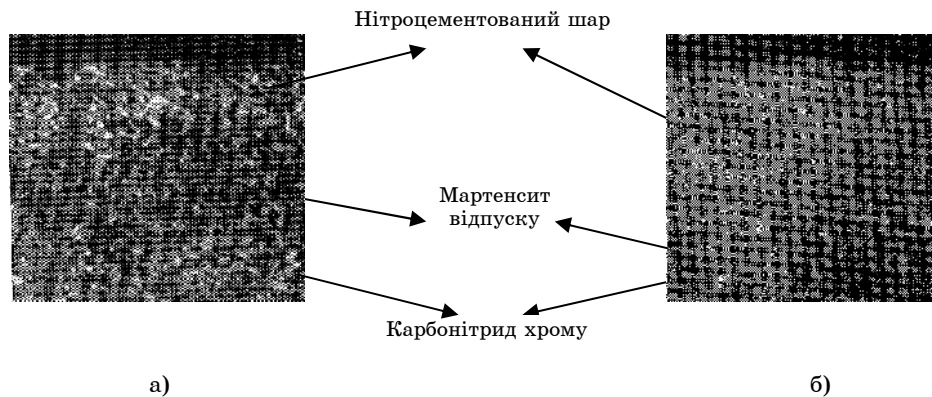 Нітроцементований шар
Мартенсит
відпуску
Карбонітрид хрому
а)
б)